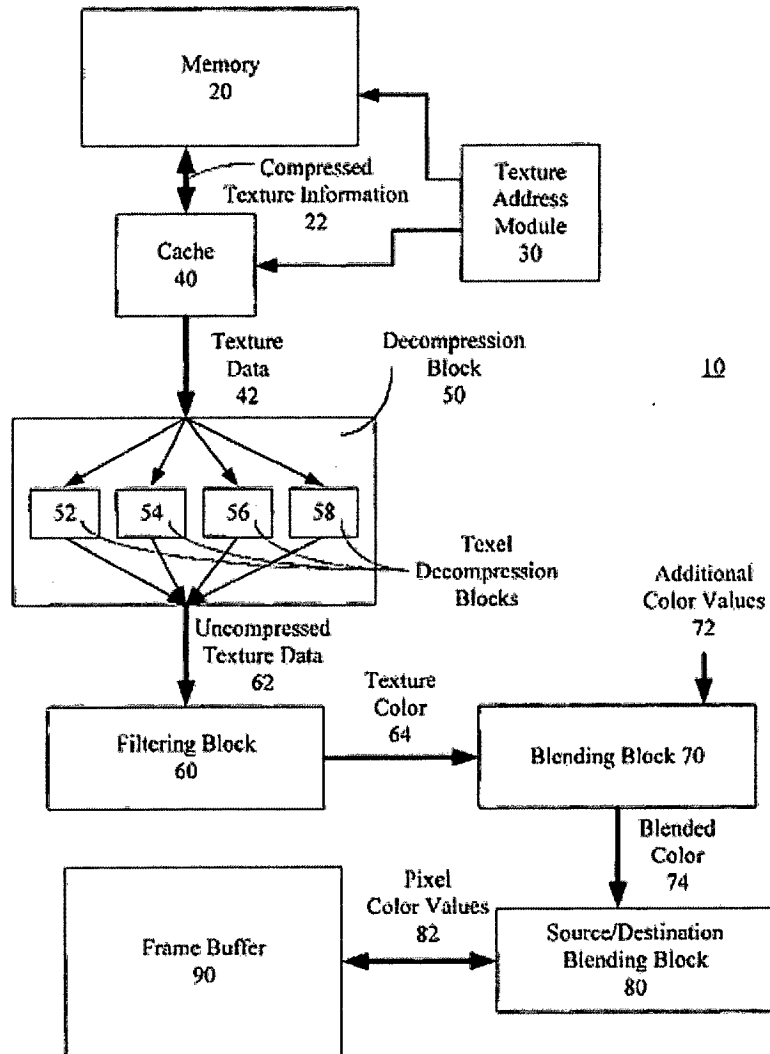 Memory
20
Compressed
Texture Information
22
Texture
Address
Module
30
Cache
40
Texture
Data
42
Decompression
Block
50
10
52
54
56
58
Texel
Decompression
Blocks
Additional
Color Values
72
Uncompressed
Texture Data
62
Texture
Color
64
Filtering Block
60
Blending Block 70
Blended
Color
74
Pixel
Color Values
82
Frame Buffer
90
Source/Destination
Blending Block
80